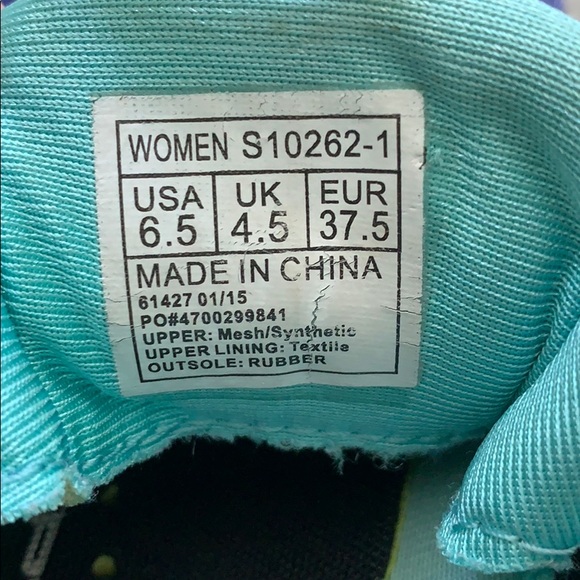 WOMEN S10262-1
USA UK EUR
6.5 4.5 37.5
MADE IN CHINA
61427 01/15
PO#4700299841
UPPER: Mesh/Synthetic
UPPER LINING: Textile
OUTSOLE: RUBBER